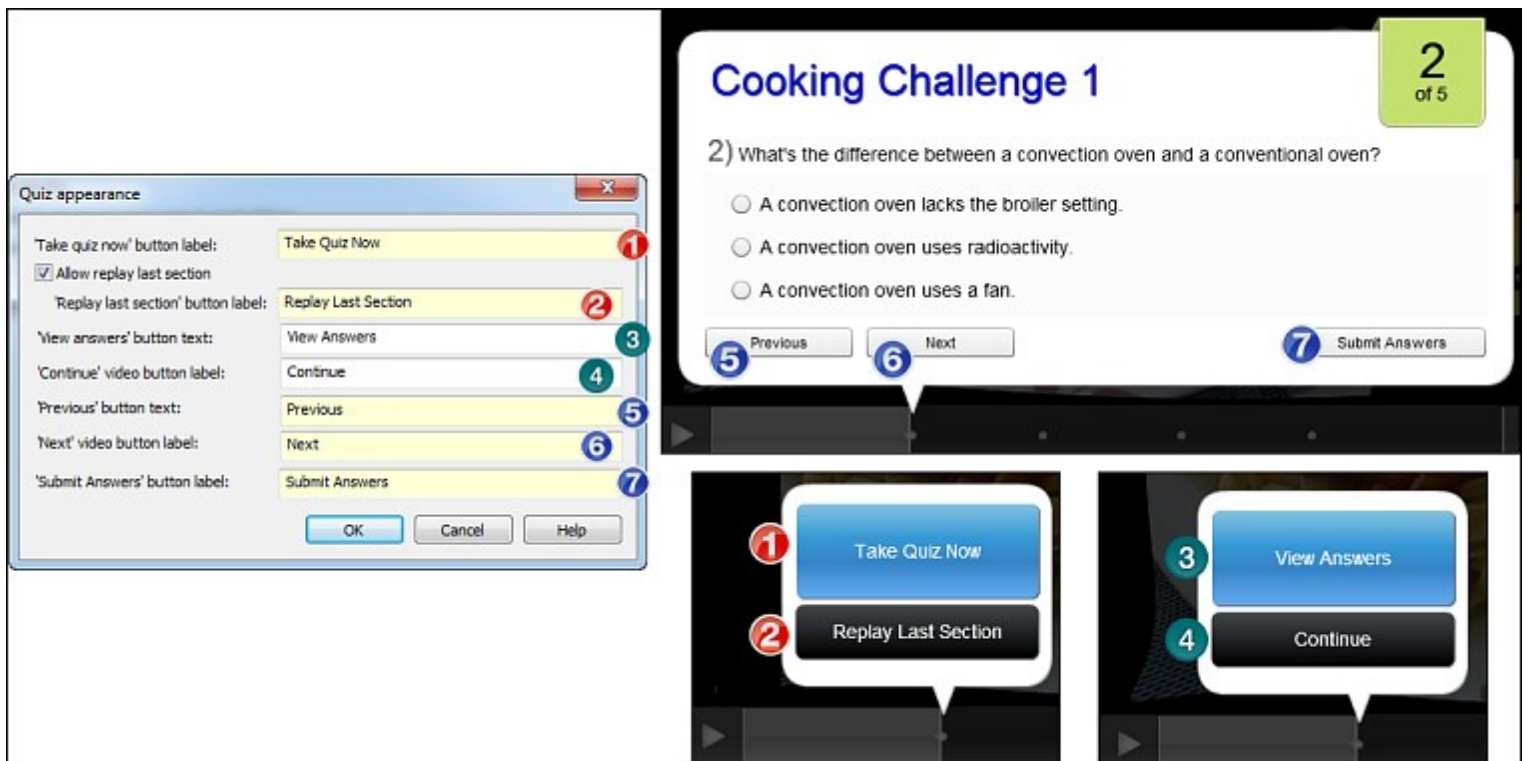 Quiz appearance
'Take quiz now' button label: Take Quiz Now 1
Allow replay last section
'Replay last section' button label: Replay Last Section 2
'View answers' button text: View Answers 3
'Continue' video button label: Continue 4
'Previous' button text: Previous 5
'Next' video button label: Next 6
'Submit Answers' button label: Submit Answers 7
OK Cancel Help
Cooking Challenge 1
2
of 5
2) What's the difference between a convection oven and a conventional oven?
A convection oven lacks the broiler setting.
A convection oven uses radioactivity.
A convection oven uses a fan.
5 Previous 6 Next 7 Submit Answers
1 Take Quiz Now
2 Replay Last Section
3 View Answers
4 Continue